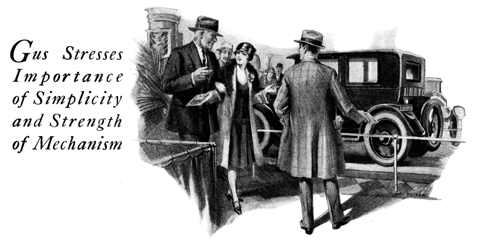 Gus Stresses
Importance
of Simplicity
and Strength
of Mechanism